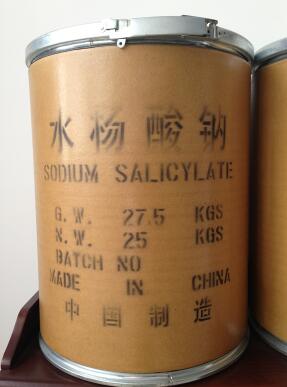 水杨酸钠
SODIUM SALICYLATE
G.W. 27.5 KGS
N.W. 25 KGS
BATCH NO
MADE IN CHINA
中国制造